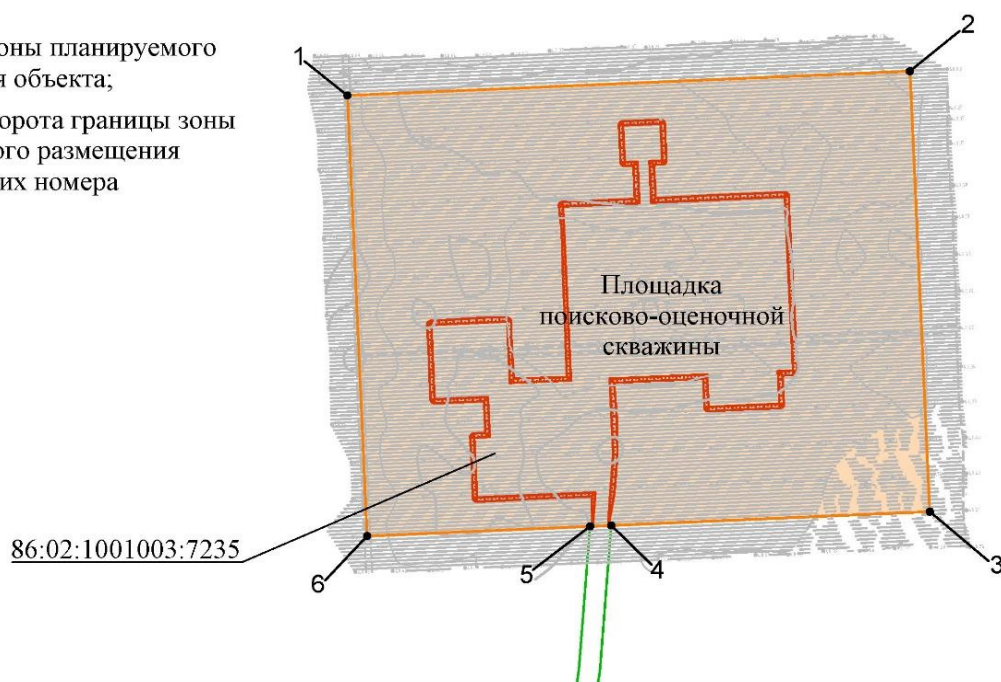 оны планируемого
я объекта;
орота границы зоны
ого размещения
их номера
1
2
Площадка
поисково-оценочной
скважины
86:02:1001003:7235
6
5
4
3